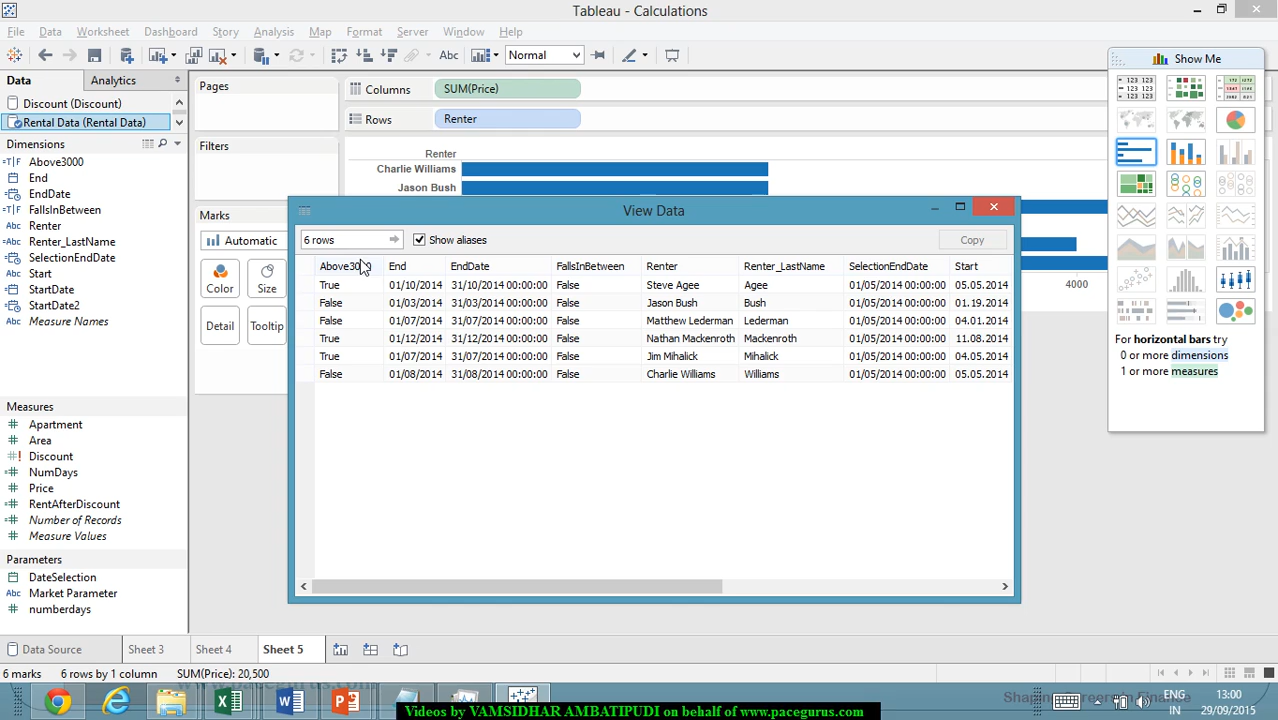 Tableau - Calculations
File Data Worksheet Dashboard Story Analysis Map Format Server Window Help
Abc Normal
Data Analytics
Discount (Discount)
Rental Data (Rental Data)
Dimensions
=T|F Above3000
End
EndDate
=T|F FallsInBetween
Abc Renter
=Abc Renter_LastName
SelectionEndDate
Abc Start
StartDate
StartDate2
Abc Measure Names
Measures
Apartment
Area
Discount
NumDays
Price
RentAfterDiscount
Number of Records
Measure Values
Parameters
DateSelection
Abc Market Parameter
numberdays
Pages
Filters
Marks
Automatic
Color Size
Detail Tooltip
Columns SUM(Price)
Rows Renter
Renter
Charlie Williams
Jason Bush
4000
View Data
6 rows Show aliases Copy
End EndDate FallsInBetween Renter Renter_LastName SelectionEndDate Start
True 01/10/2014 31/10/2014 00:00:00 False Steve Agee Agee 01/05/2014 00:00:00 05.05.2014
False 01/03/2014 31/03/2014 00:00:00 False Jason Bush Bush 01/05/2014 00:00:00 01.19.2014
False 01/07/2014 31/07/2014 00:00:00 False Matthew Lederman Lederman 01/05/2014 00:00:00 04.01.2014
True 01/12/2014 31/12/2014 00:00:00 False Nathan Mackenroth Mackenroth 01/05/2014 00:00:00 11.08.2014
True 01/07/2014 31/07/2014 00:00:00 False Jim Mihalick Mihalick 01/05/2014 00:00:00 04.05.2014
False 01/08/2014 31/08/2014 00:00:00 False Charlie Williams Williams 01/05/2014 00:00:00 05.05.2014
Show Me
For horizontal bars try
0 or more dimensions
1 or more measures
Data Source Sheet 3 Sheet 4 Sheet 5
6 marks 6 rows by 1 column SUM(Price): 20,500
www.pacegurus.com
ENG
IN
13:00
29/09/2015
Videos by VAMSIDHAR AMBATIPUDI on behalf of www.pacegurus.com